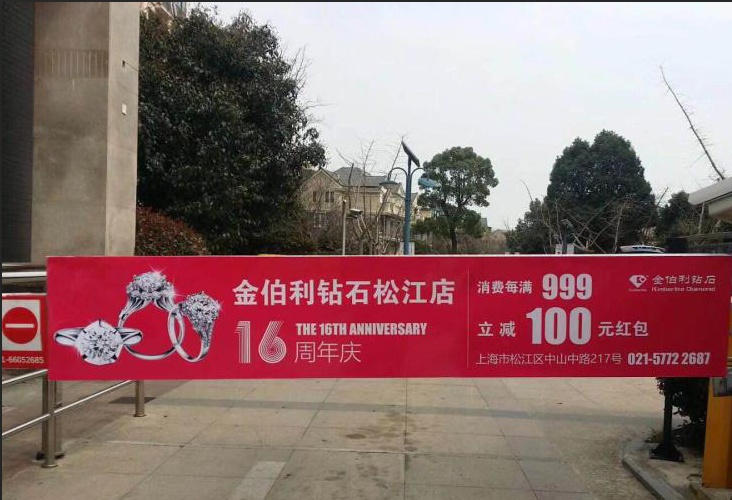 金伯利钻石松江店
16
THE 16TH ANNIVERSARY
周年庆
消费每满 999
立减 100 元红包
上海市松江区中山中路217号 021-5772 2687
金伯利钻石
Kimberlite Diamond
1-66052685